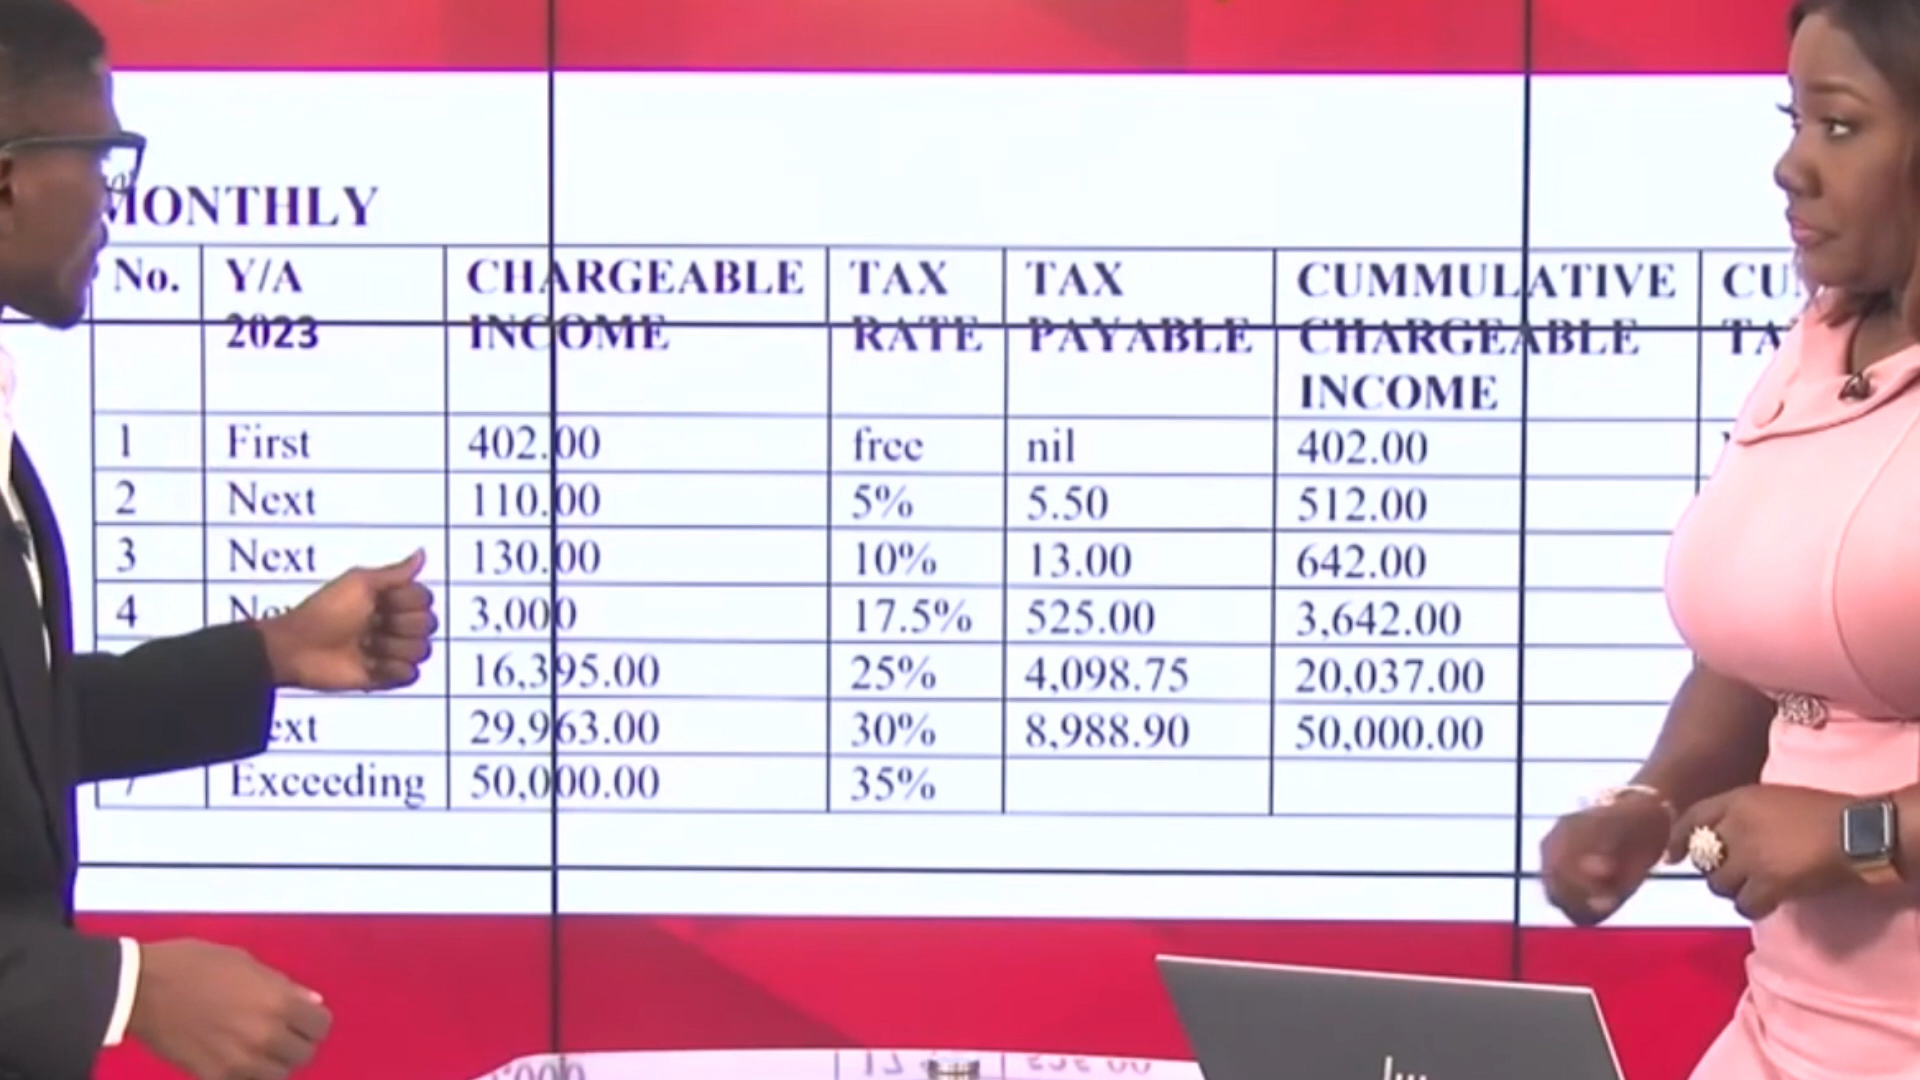 MONTHLY
No. Y/A CHARGEABLE TAX TAX CUMMULATIVE
2023 INCOME RATE PAYABLE CHARGEABLE
INCOME
1 First 402.00 free nil 402.00
2 Next 110.00 5% 5.50 512.00
3 Next 130.00 10% 13.00 642.00
4 3,000 17.5% 525.00 3,642.00
16,395.00 25% 4,098.75 20,037.00
29,963.00 30% 8,988.90 50,000.00
Exceeding 50,000.00 35%